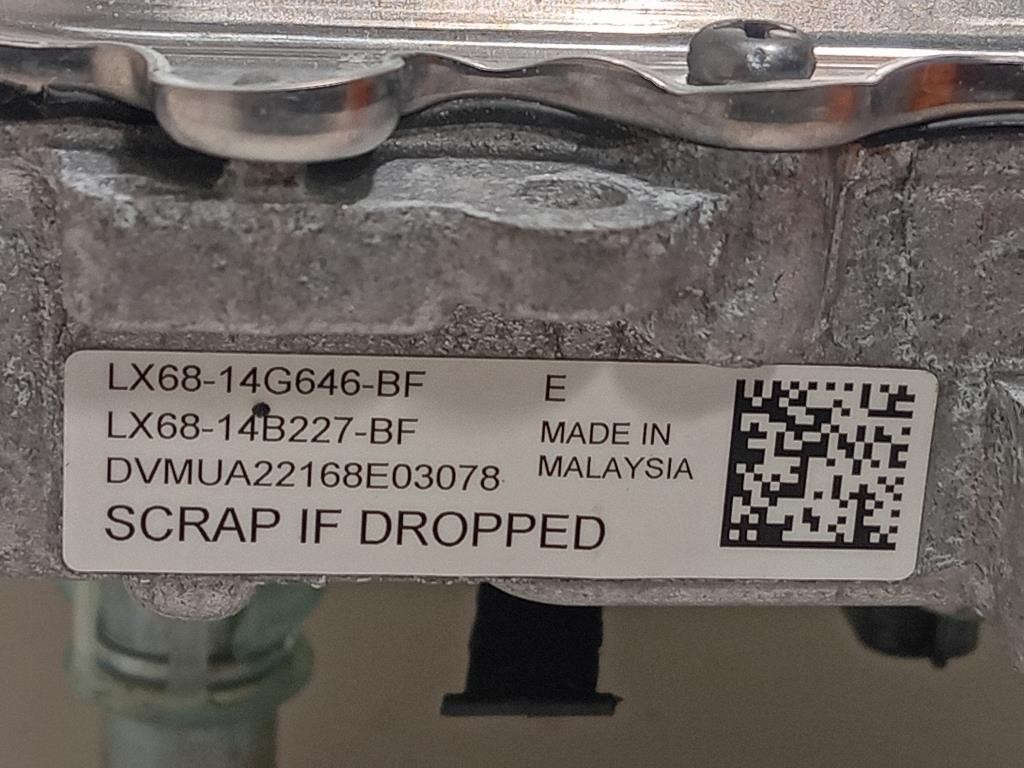 LX68-14G646-BF
E
LX68-14B227-BF
MADE IN
MALAYSIA
DVMUA22168E03078
SCRAP IF DROPPED